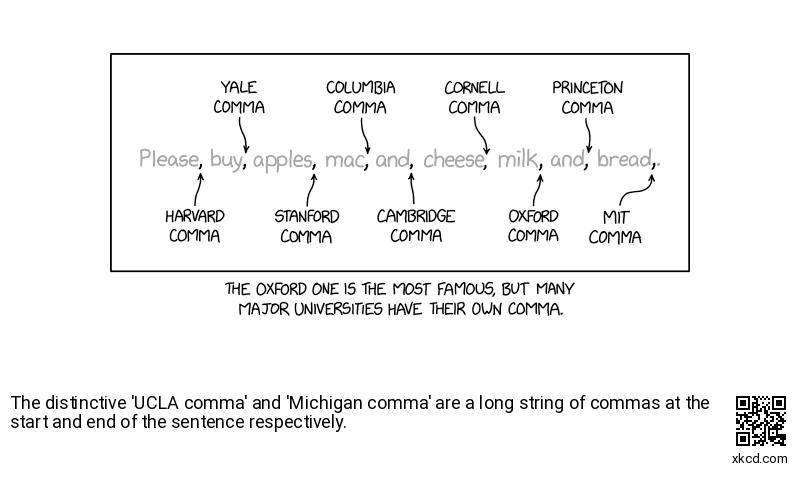 YALE
COMMA
COLUMBIA
COMMA
CORNELL
COMMA
PRINCETON
COMMA
Please, buy, apples, mac, and, cheese, milk, and, bread,.
HARVARD
COMMA
STANFORD
COMMA
CAMBRIDGE
COMMA
OXFORD
COMMA
MIT
COMMA
THE OXFORD ONE IS THE MOST FAMOUS, BUT MANY
MAJOR UNIVERSITIES HAVE THEIR OWN COMMA.
The distinctive 'UCLA comma' and 'Michigan comma' are a long string of commas at the
start and end of the sentence respectively.
xkcd.com